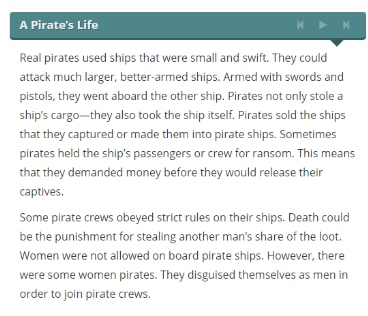 A Pirate's Life
Real pirates used ships that were small and swift. They could
attack much larger, better-armed ships. Armed with swords and
pistols, they went aboard the other ship. Pirates not only stole a
ship's cargo—they also took the ship itself. Pirates sold the ships
that they captured or made them into pirate ships. Sometimes
pirates held the ship's passengers or crew for ransom. This means
that they demanded money before they would release their
captives.
Some pirate crews obeyed strict rules on their ships. Death could
be the punishment for stealing another man's share of the loot.
Women were not allowed on board pirate ships. However, there
were some women pirates. They disguised themselves as men in
order to join pirate crews.